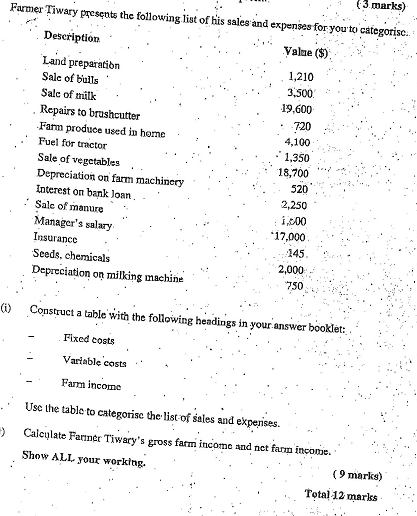 (3 marks)
Farmer Tiwary presents the following list of his sales and expenses for you to categorise.
Description
Value ($)
Land preparation 1,210
Sale of bulls 3,500
Sale of milk 19,600
Repairs to brushcutter 720
Farm produce used in home 4,100
Fuel for tractor 1,350
Sale of vegetables 18,700
Depreciation on farm machinery 520
Interest on bank loan 2,250
Sale of manure
Manager's salary 17,000
Insurance 145
Seeds, chemicals 2,000
Depreciation on milking machine 750
(i) Construct a table with the following headings in your answer booklet:
– Fixed costs
– Variable costs
– Farm income
Use the table to categorise the list of sales and expenses.
) Calculate Farmer Tiwary's gross farm income and net farm income.
Show ALL your working.
(9 marks)
Total 12 marks